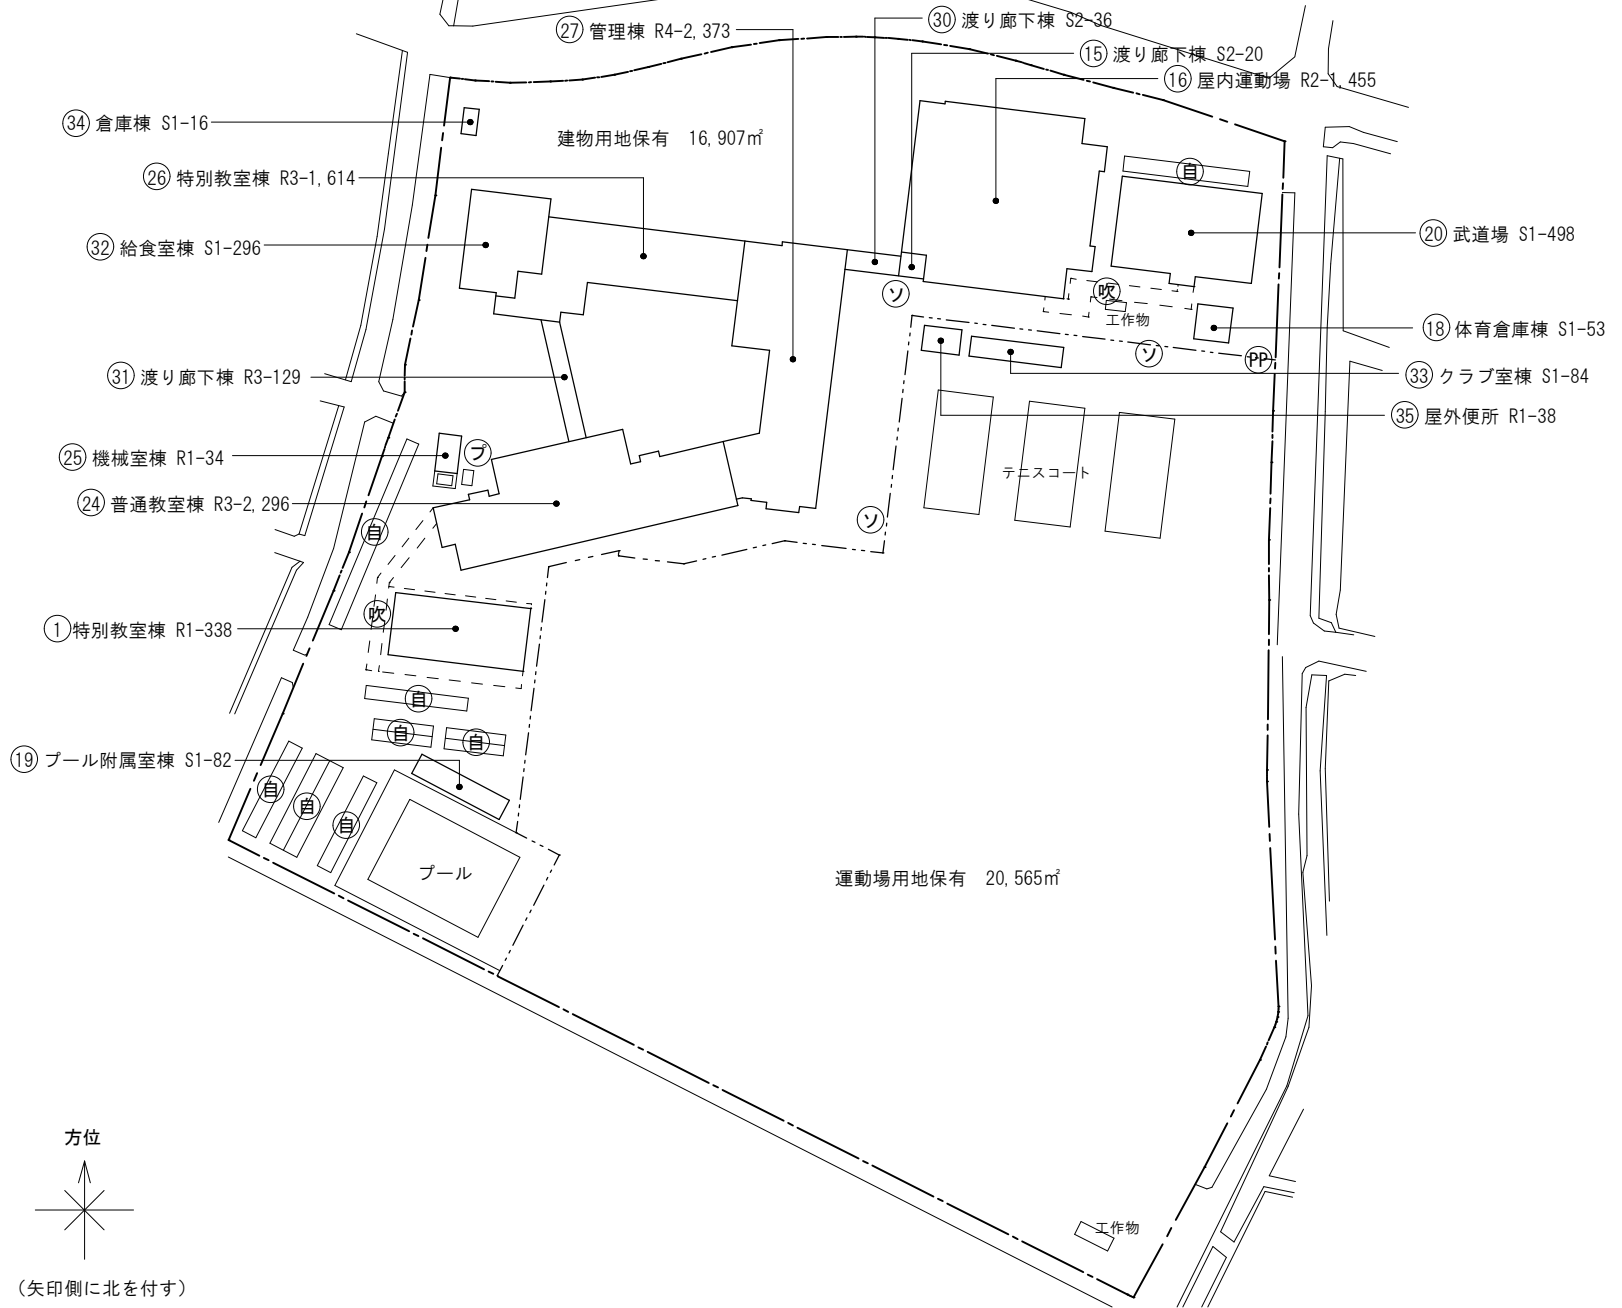 ㉗ 管理棟 R4-2,373
㉚ 渡り廊下棟 S2-36
⑮ 渡り廊下棟 S2-20
⑯ 屋内運動場 R2-1,455
㉞ 倉庫棟 S1-16
建物用地保有 16,907㎡
自
㉖ 特別教室棟 R3-1,614
⑳ 武道場 S1-498
㉜ 給食室棟 S1-296
ソ
吹
工作物
⑱ 体育倉庫棟 S1-53
ソ
PP
㉛ 渡り廊下棟 R3-129
㉝ クラブ室棟 S1-84
㉟ 屋外便所 R1-38
㉕ 機械室棟 R1-34
プ
テニスコート
㉔ 普通教室棟 R3-2,296
ソ
自
吹
① 特別教室棟 R1-338
自
自
自
⑲ プール附属室棟 S1-82
自
自
自
プール
運動場用地保有 20,565㎡
方位
工作物
(矢印側に北を付す)